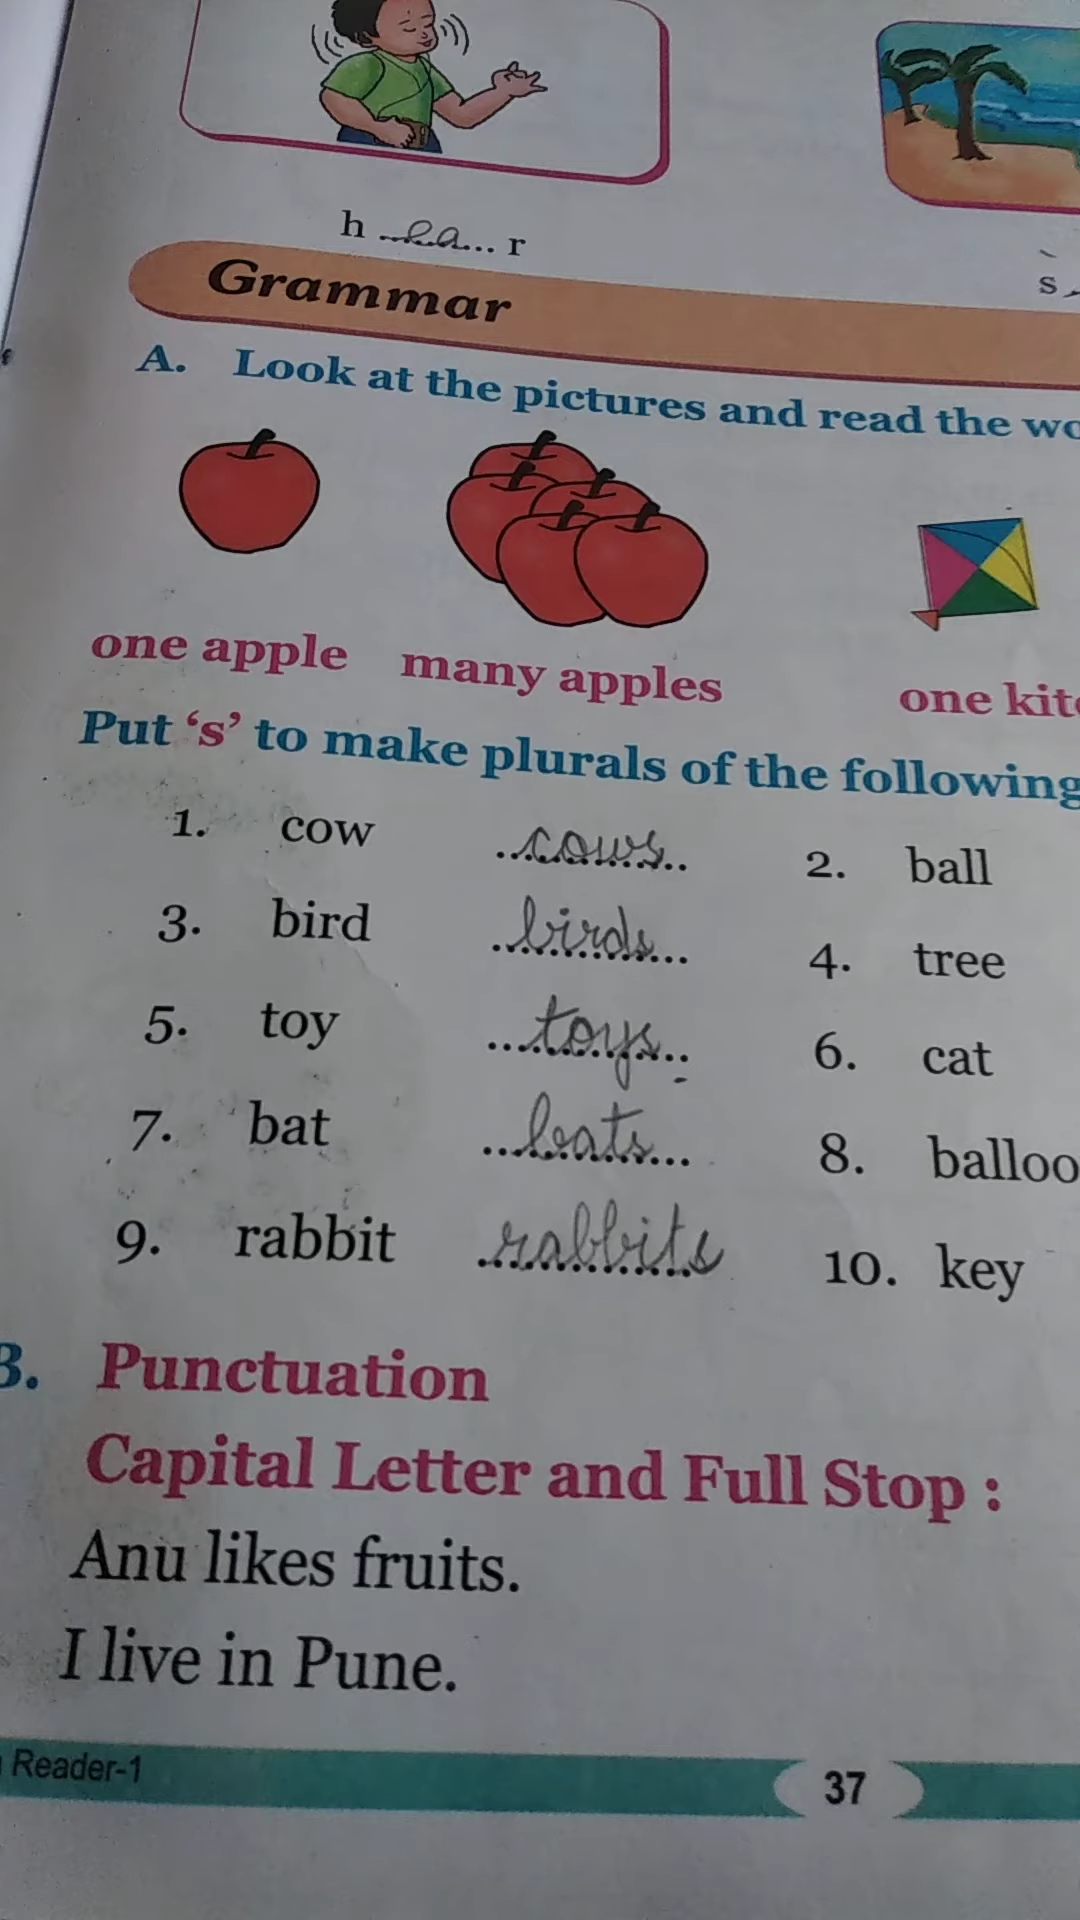 h ea r
s
Grammar
A. Look at the pictures and read the
one apple many apples one
Put 's' to make plurals of the following
1. cow cows 2. ball
3. bird birds 4. tree
5. toy toys 6. cat
7. bat bats 8. balloo
9. rabbit rabbits 10. key
B. Punctuation
Capital Letter and Full Stop :
Anu likes fruits.
I live in Pune.
Reader-1 37